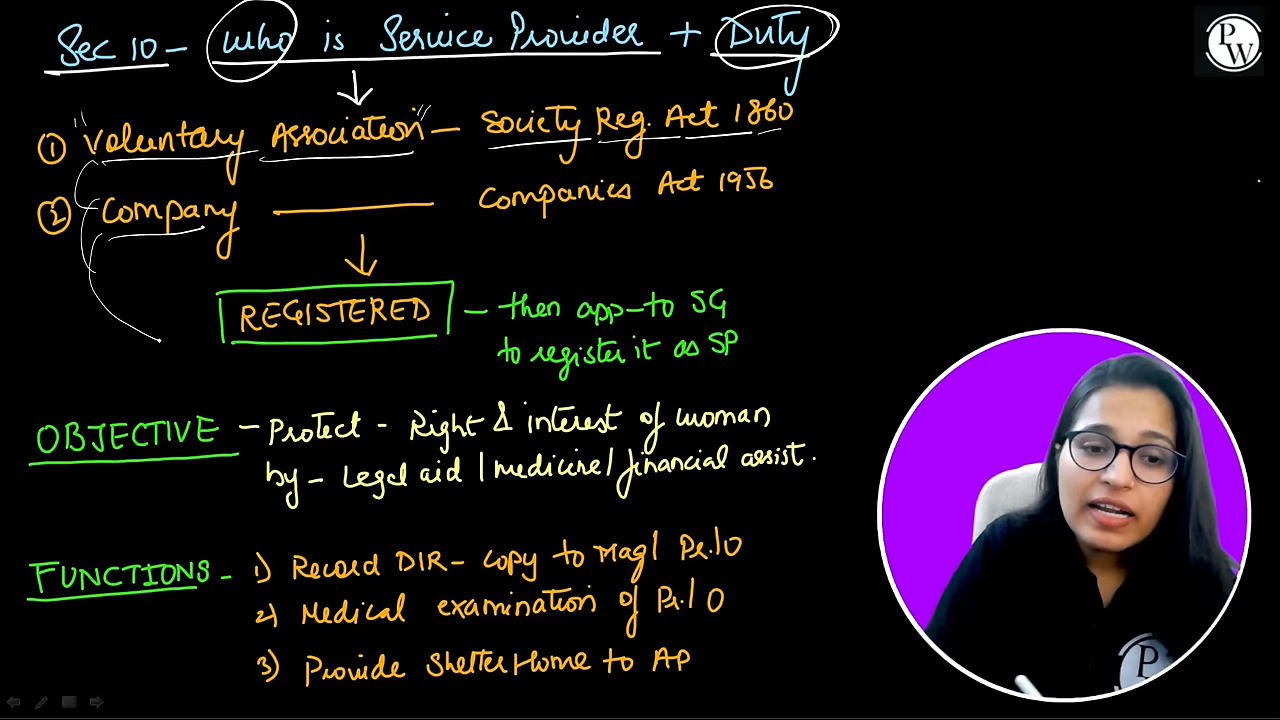 Sec 10 - who is Service Provider + Duty
① "Voluntary Association" - Society Reg. Act 1860
② Company — Companies Act 1956
REGISTERED - then app-to SG
to register it as SP
OBJECTIVE - Protect - Right & interest of woman
by - Legal aid / medicine / financial assist.
FUNCTIONS - 1) Record DIR - copy to Mag / Pr. / O
2) Medical examination of Pr. / O
3) Provide Shelter Home to AP
PW
P